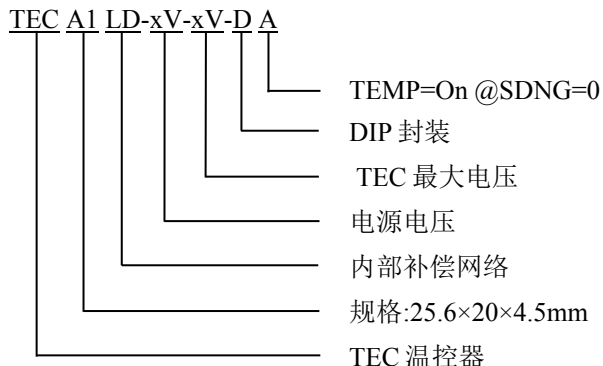 TEC A1 LD-xV-xV-D A
TEMP=On @SDNG=0
DIP 封装
TEC 最大电压
电源电压
内部补偿网络
规格:25.6×20×4.5mm
TEC 温控器